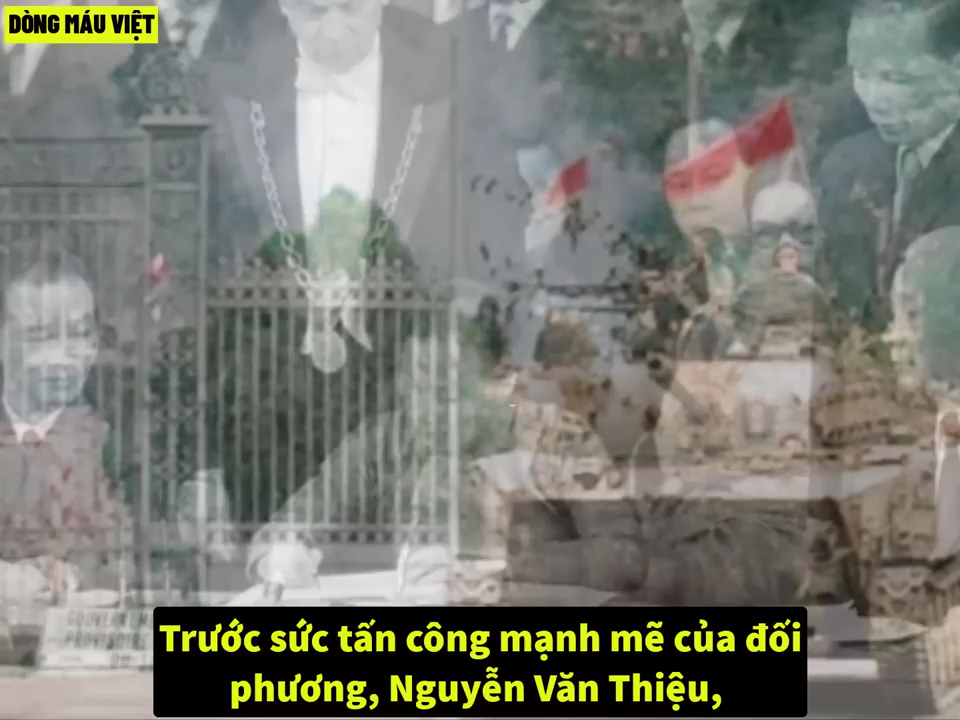 DÒNG MÁU VIỆT
Trước sức tấn công mạnh mẽ của đối
phương, Nguyễn Văn Thiệu,